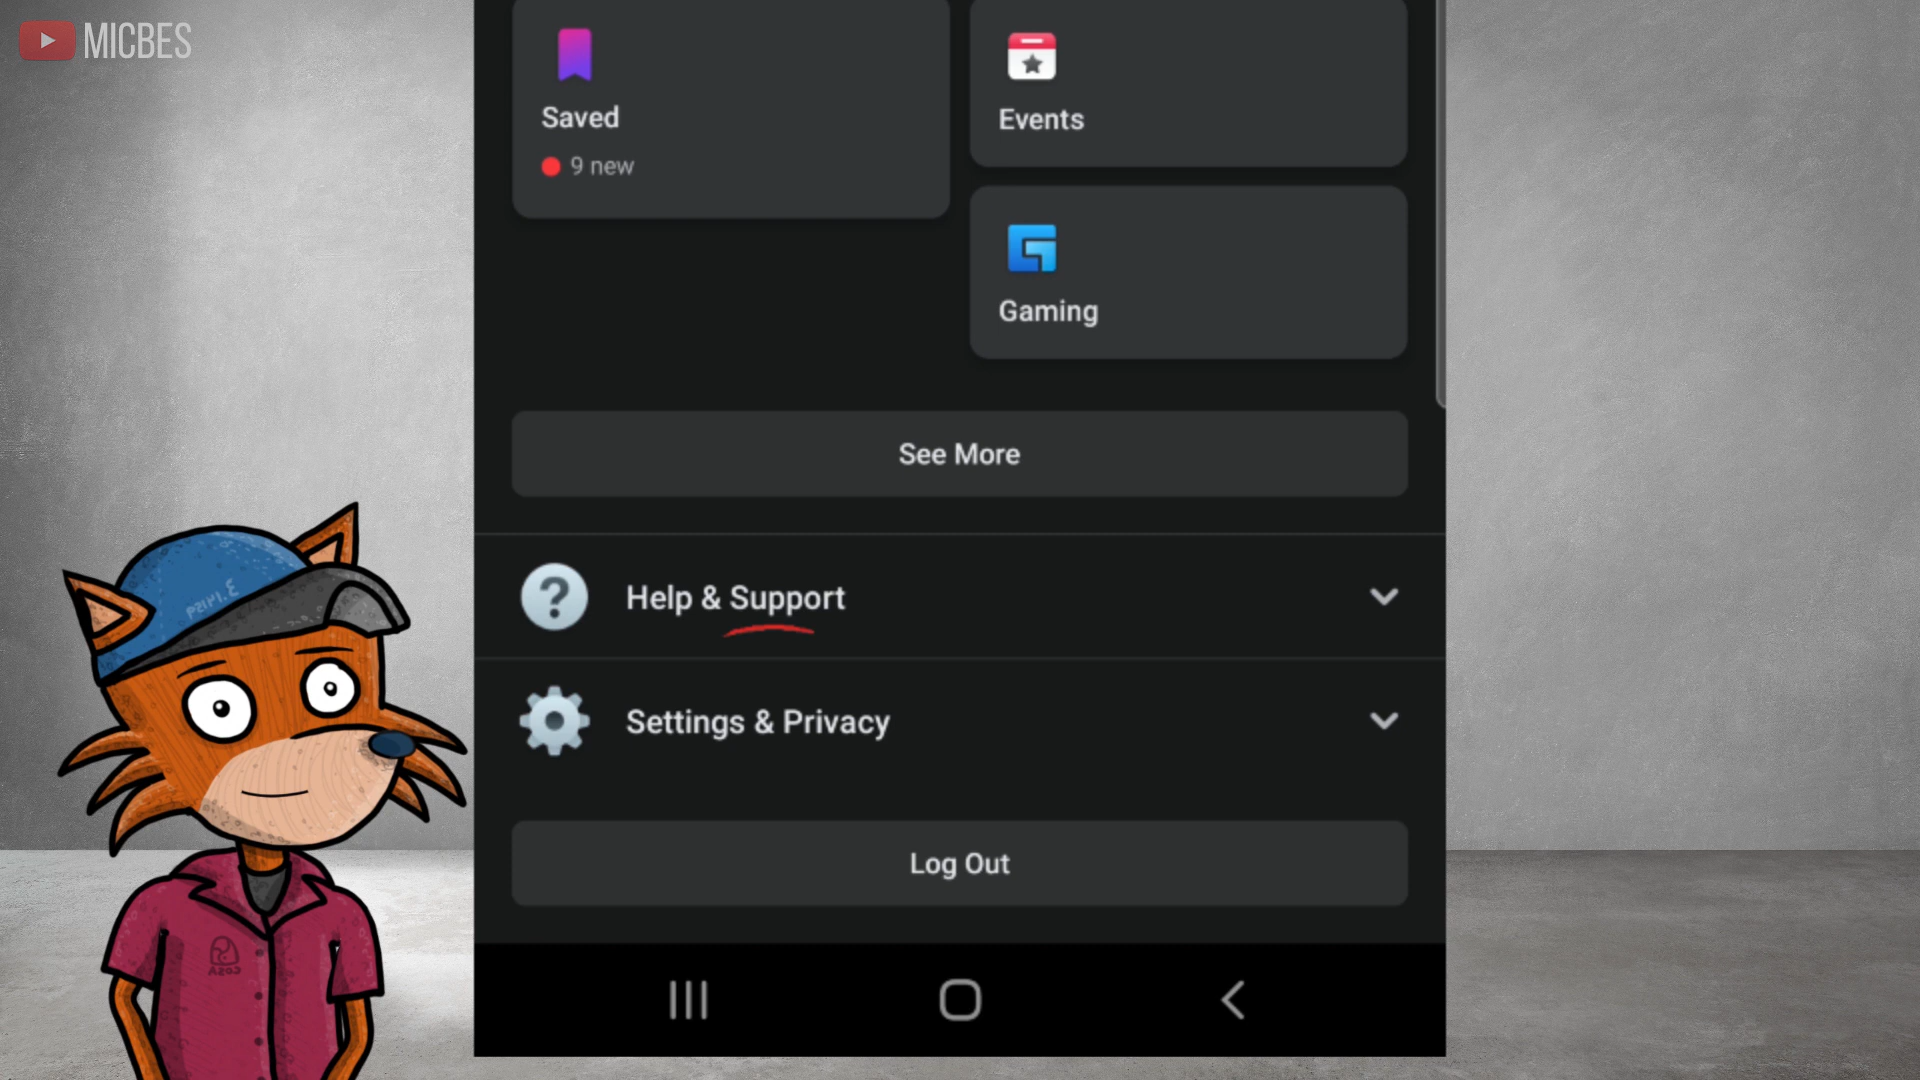 MICBES
Saved
9 new
Events
Gaming
See More
Help & Support
Settings & Privacy
Log Out